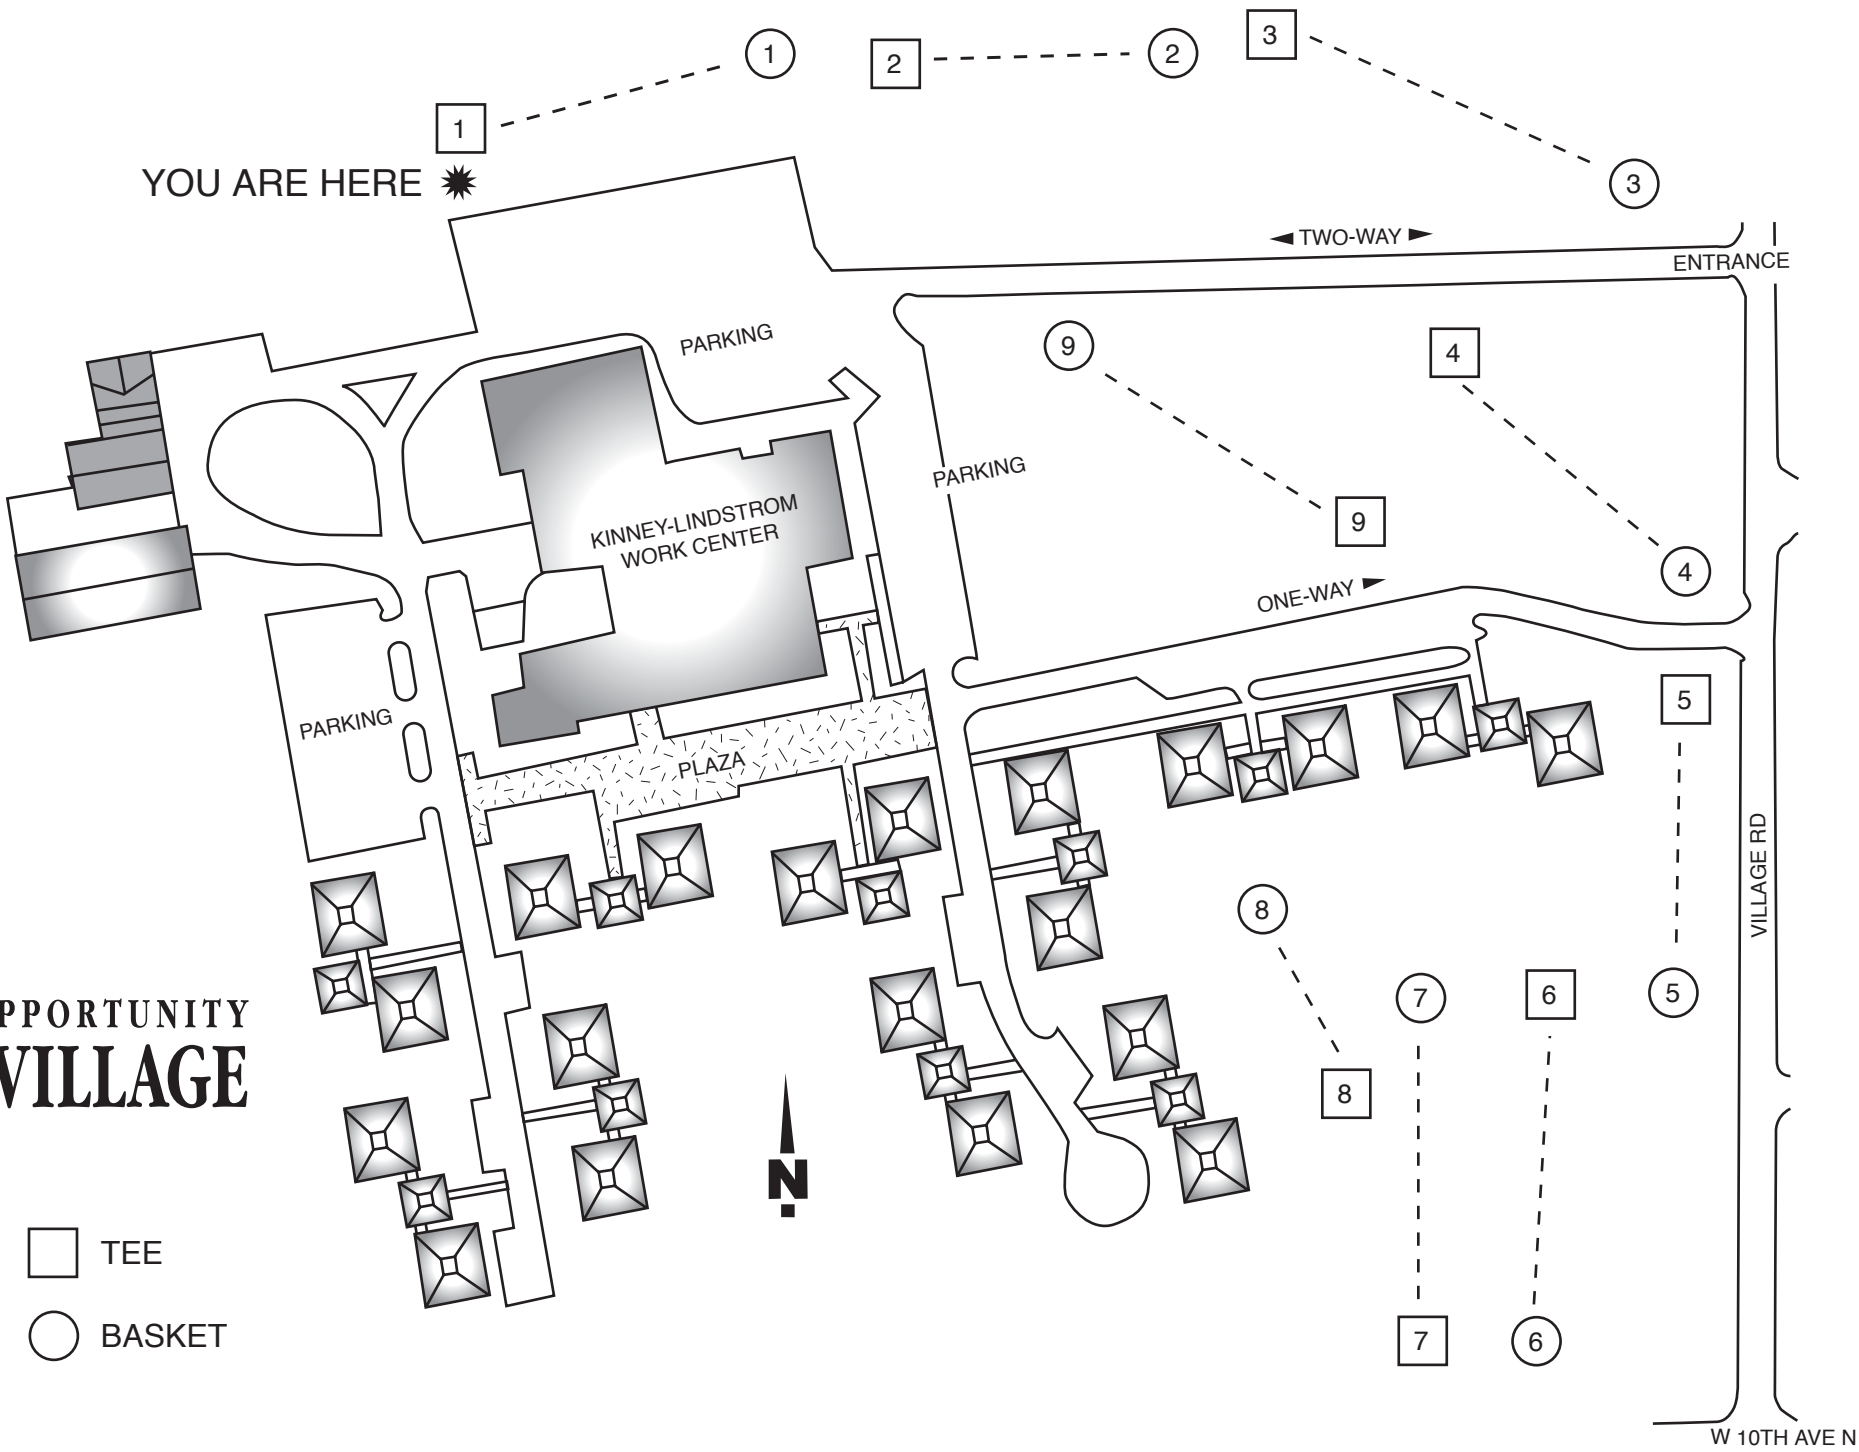 1
2
3
1
2
3
YOU ARE HERE
◄ TWO-WAY ►
ENTRANCE
PARKING
9
4
PARKING
KINNEY-LINDSTROM
WORK CENTER
9
4
ONE-WAY ►
PARKING
5
PLAZA
VILLAGE RD
8
7
6
5
PPORTUNITY
VILLAGE
8
N
TEE
BASKET
7
6
W 10TH AVE N